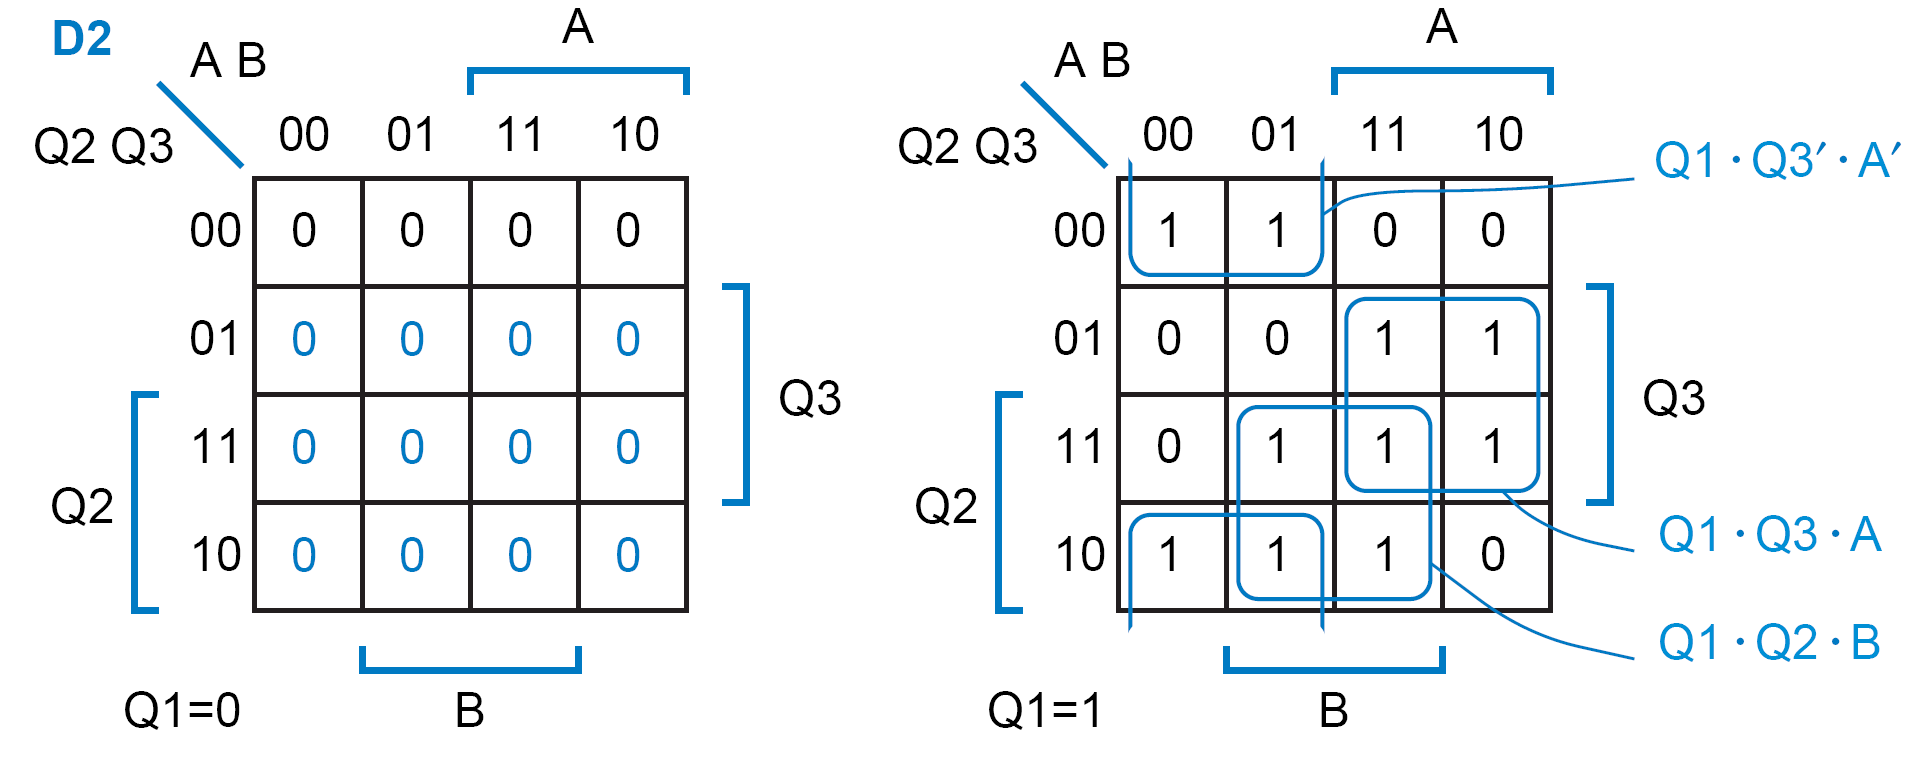 D2
A B
A
Q2 Q3
00 01 11 10
00 0 0 0 0
01 0 0 0 0
11 0 0 0 0
10 0 0 0 0
Q3
Q2
Q1=0
B
A B
A
Q2 Q3
00 01 11 10
00 1 1 0 0
01 0 0 1 1
11 0 1 1 1
10 1 1 1 0
Q3
Q2
Q1=1
B
Q1 · Q3′ · A′
Q1 · Q3 · A
Q1 · Q2 · B